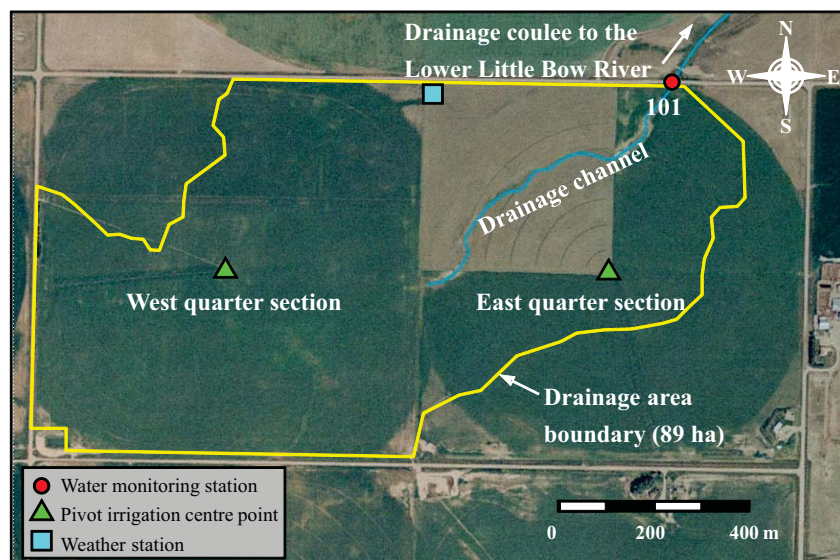 Drainage coulee to the
Lower Little Bow River
N
W E
S
101
Drainage channel
West quarter section
East quarter section
Drainage area
boundary (89 ha)
Water monitoring station
Pivot irrigation centre point
Weather station
0 200 400 m